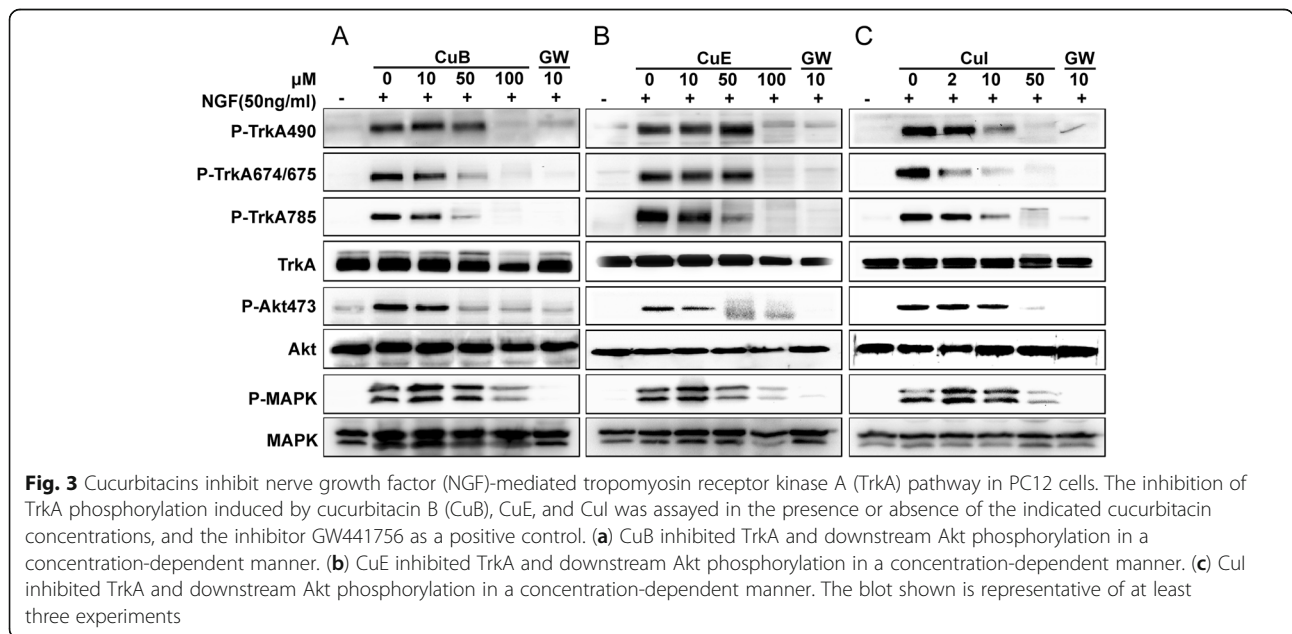 A B C
CuB GW CuE GW CuI GW
µM 0 10 50 100 10 0 10 50 100 10 0 2 10 50 10
NGF(50ng/ml) - + + + + + - + + + + + - + + + + +
P-TrkA490
P-TrkA674/675
P-TrkA785
TrkA
P-Akt473
Akt
P-MAPK
MAPK
Fig. 3 Cucurbitacins inhibit nerve growth factor (NGF)-mediated tropomyosin receptor kinase A (TrkA) pathway in PC12 cells. The inhibition of
TrkA phosphorylation induced by cucurbitacin B (CuB), CuE, and CuI was assayed in the presence or absence of the indicated cucurbitacin
concentrations, and the inhibitor GW441756 as a positive control. (a) CuB inhibited TrkA and downstream Akt phosphorylation in a
concentration-dependent manner. (b) CuE inhibited TrkA and downstream Akt phosphorylation in a concentration-dependent manner. (c) CuI
inhibited TrkA and downstream Akt phosphorylation in a concentration-dependent manner. The blot shown is representative of at least
three experiments